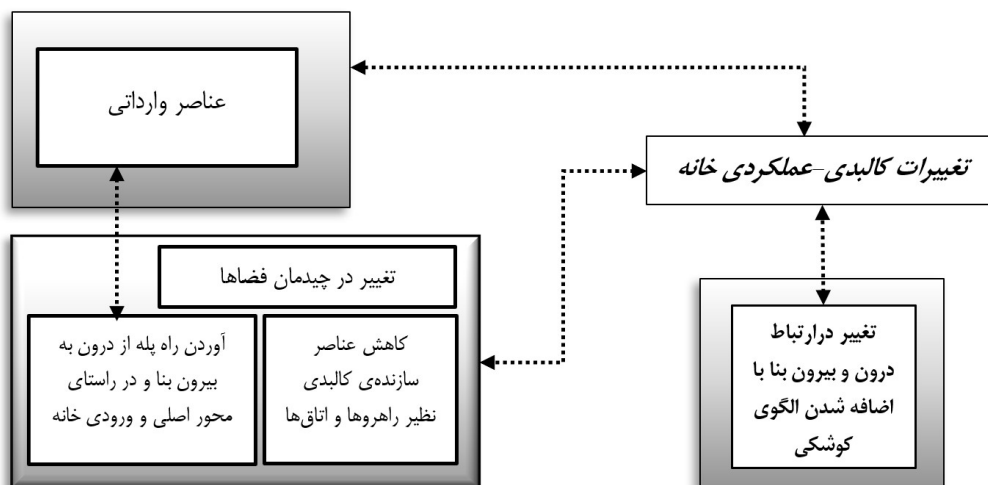 عناصر وارداتی
تغییرات کالبدی-عملکردی خانه
تغییر در چیدمان فضاها
کاهش عناصر
سازنده‌ی کالبدی
نظیر راهروها و اتاق‌ها
آوردن راه پله از درون به
بیرون بنا و در راستای
محور اصلی و ورودی خانه
تغییر درارتباط
درون و بیرون بنا با
اضافه شدن الگوی
کوشکی